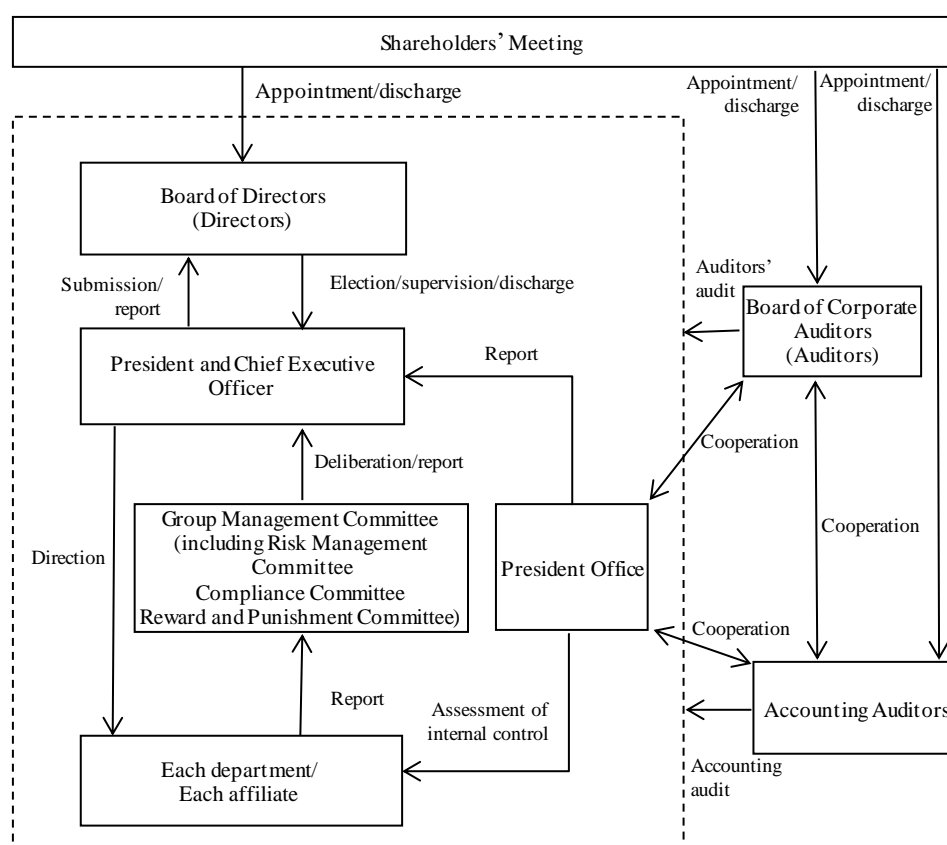 Shareholders’ Meeting
Appointment/discharge
Appointment/
discharge
Appointment/
discharge
Board of Directors
(Directors)
Submission/
report
Election/supervision/discharge
Auditors’
audit
Board of Corporate
Auditors
(Auditors)
President and Chief Executive
Officer
Report
Cooperation
Deliberation/report
Group Management Committee
(including Risk Management
Committee
Compliance Committee
Reward and Punishment Committee)
Direction
President Office
Cooperation
Cooperation
Report
Assessment of
internal control
Accounting Auditors
Each department/
Each affiliate
Accounting
audit